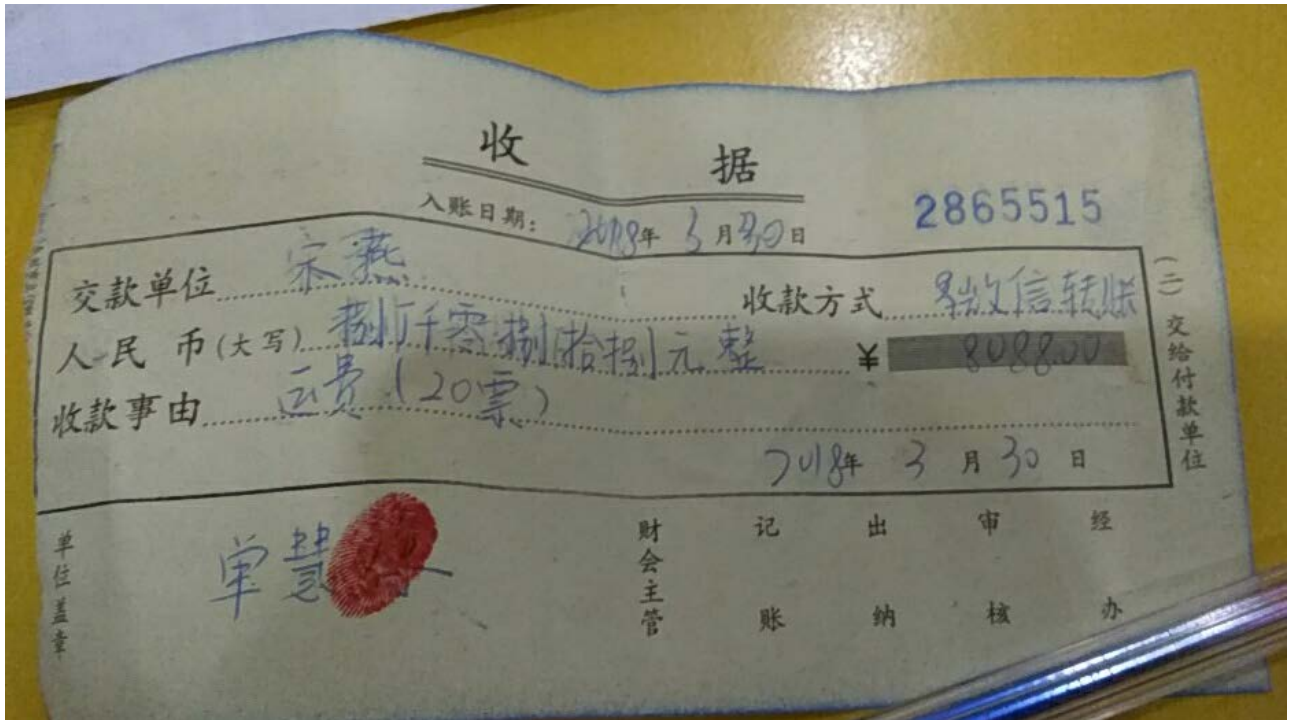 收据
入账日期: 2018年3月30日
2865515
交款单位 宋燕 收款方式 微信转账
人民币(大写) 捌仟零捌拾捌元整 ¥ 8088.00
收款事由 运费(20票)
2018年3月30日
(二)交给付款单位
单位盖章
单慧
财会主管
记账
出纳
审核
经办